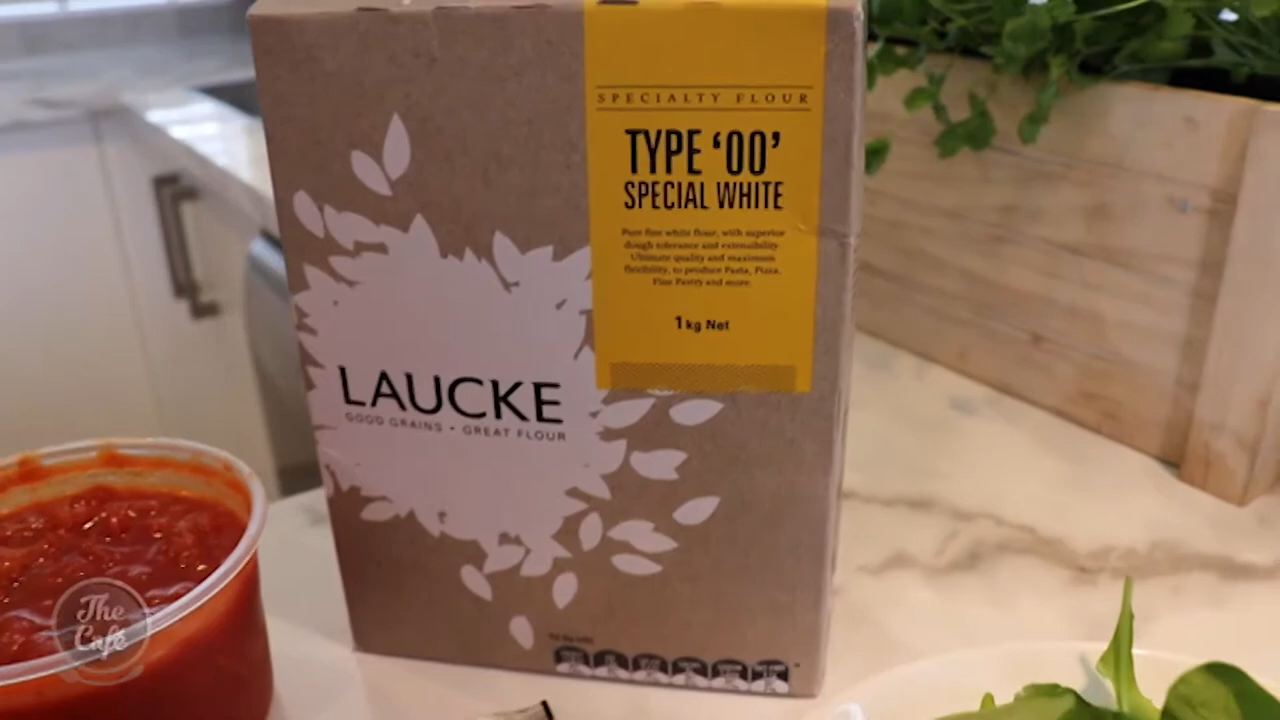 SPECIALTY FLOUR
TYPE ‘00’
SPECIAL WHITE
Pure fine white flour, with superior
dough tolerance and extensibility.
Ultimate quality and maximum
flexibility, to produce Pasta, Pizza,
Fine Pastry and more.
1kg Net
LAUCKE
GOOD GRAINS • GREAT FLOUR
The
Café